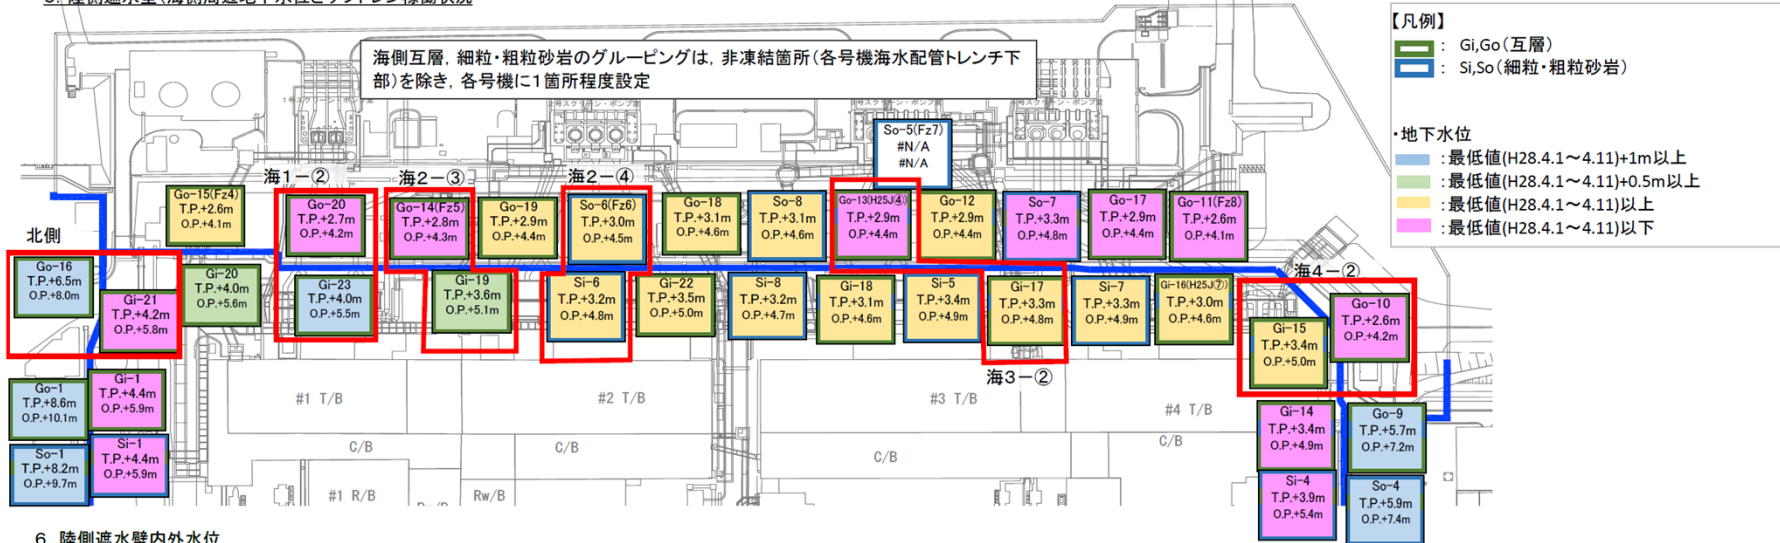 海側互層，細粒・粗粒砂岩のグルーピングは，非凍結箇所（各号機海水配管トレンチ下
部）を除き，各号機に１箇所程度設定
【凡例】
： Gi,Go（互層）
： Si,So（細粒・粗粒砂岩）
・地下水位
：最低値(H28.4.1～4.11)+1m以上
：最低値(H28.4.1～4.11)+0.5m以上
：最低値(H28.4.1～4.11)以上
：最低値(H28.4.1～4.11)以下
So-5(Fz7)
#N/A
#N/A
海1－②
海2－③
海2－④
Go-15(Fz4)
T.P.+2.6m
O.P.+4.1m
Go-20
T.P.+2.7m
O.P.+4.2m
Go-14(Fz5)
T.P.+2.8m
O.P.+4.3m
Go-19
T.P.+2.9m
O.P.+4.4m
So-6(Fz6)
T.P.+3.0m
O.P.+4.5m
Go-18
T.P.+3.1m
O.P.+4.6m
So-8
T.P.+3.1m
O.P.+4.6m
Go-13(H25J④)
T.P.+2.9m
O.P.+4.4m
Go-12
T.P.+2.9m
O.P.+4.4m
So-7
T.P.+3.3m
O.P.+4.8m
Go-17
T.P.+2.9m
O.P.+4.4m
Go-11(Fz8)
T.P.+2.6m
O.P.+4.1m
北側
Go-16
T.P.+6.5m
O.P.+8.0m
Gi-21
T.P.+4.2m
O.P.+5.8m
Gi-20
T.P.+4.0m
O.P.+5.6m
Gi-23
T.P.+4.0m
O.P.+5.5m
Gi-19
T.P.+3.6m
O.P.+5.1m
Si-6
T.P.+3.2m
O.P.+4.8m
Gi-22
T.P.+3.5m
O.P.+5.0m
Si-8
T.P.+3.2m
O.P.+4.7m
Gi-18
T.P.+3.1m
O.P.+4.6m
Si-5
T.P.+3.4m
O.P.+4.9m
Gi-17
T.P.+3.3m
O.P.+4.8m
Si-7
T.P.+3.3m
O.P.+4.9m
Gi-16(H25J⑦)
T.P.+3.0m
O.P.+4.6m
海4－②
Gi-15
T.P.+3.4m
O.P.+5.0m
Go-10
T.P.+2.6m
O.P.+4.2m
海3－②
Go-1
T.P.+8.6m
O.P.+10.1m
Gi-1
T.P.+4.4m
O.P.+5.9m
So-1
T.P.+8.2m
O.P.+9.7m
Si-1
T.P.+4.4m
O.P.+5.9m
#1 T/B
#2 T/B
#3 T/B
#4 T/B
C/B
C/B
C/B
C/B
#1 R/B
Rw/B
Gi-14
T.P.+3.4m
O.P.+4.9m
Go-9
T.P.+5.7m
O.P.+7.2m
Si-4
T.P.+3.9m
O.P.+5.4m
So-4
T.P.+5.9m
O.P.+7.4m
6．陸側遮水壁内外水位